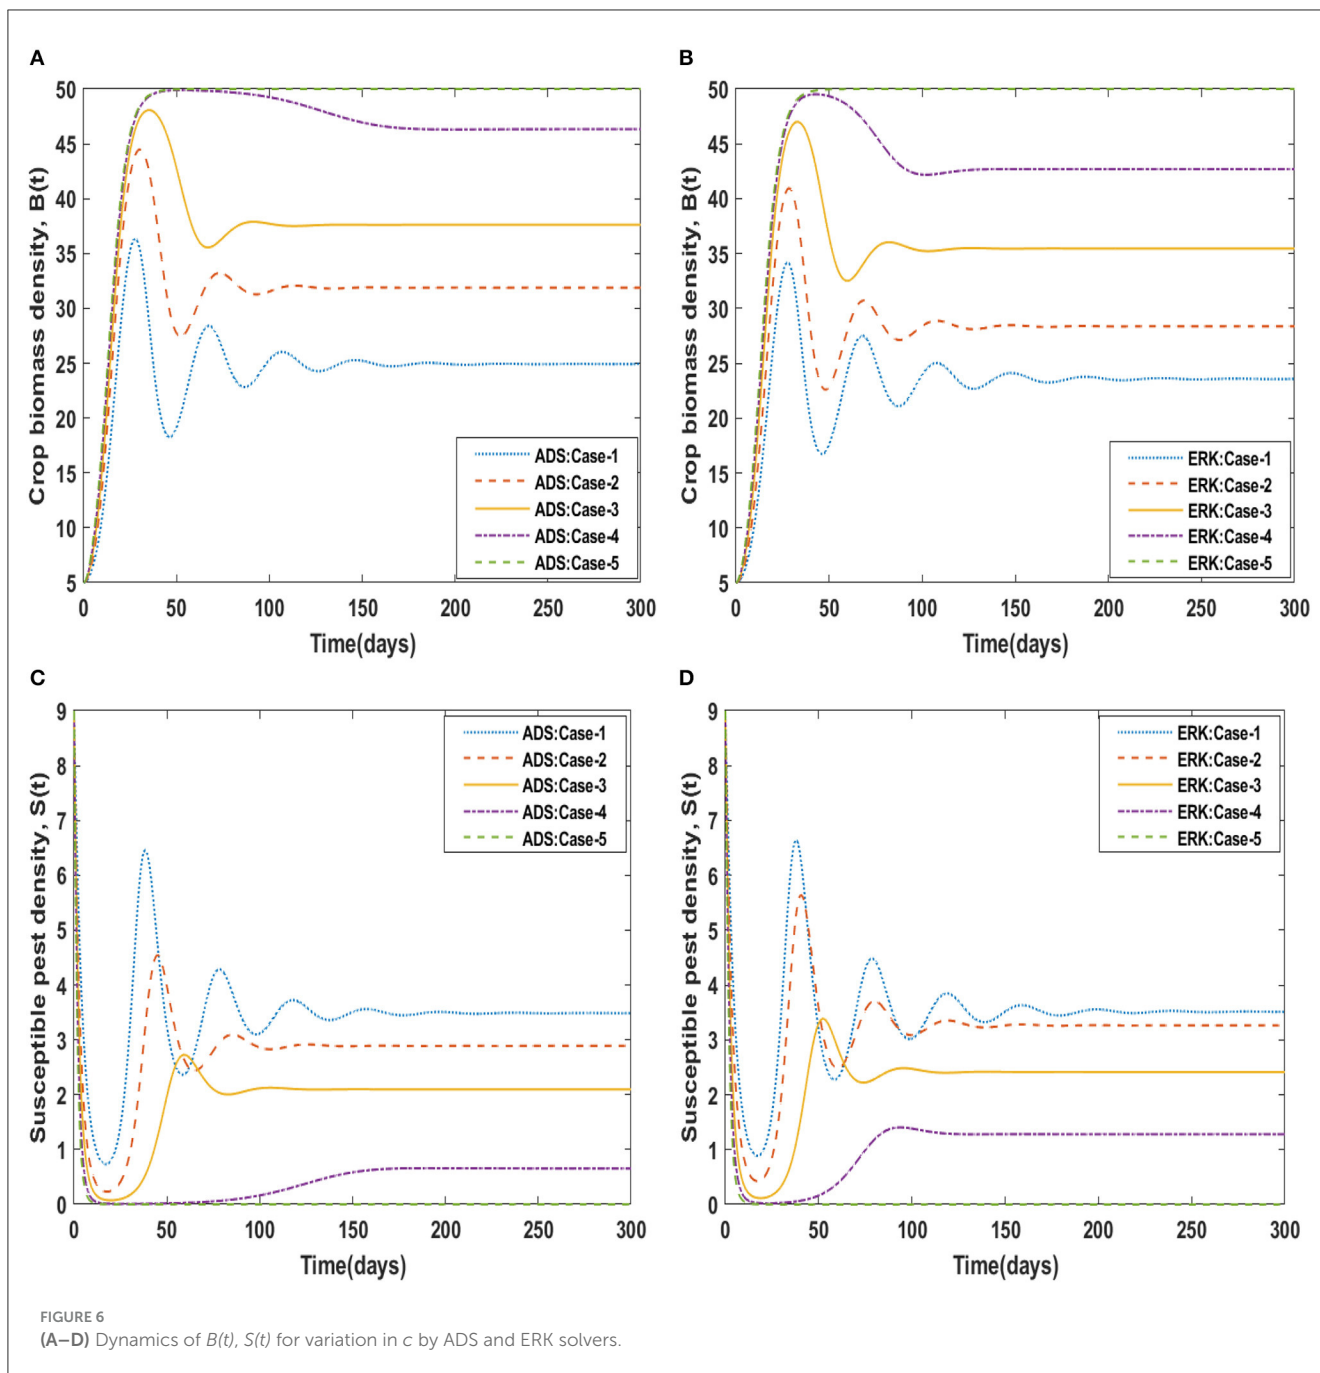 A
50
45
40
35
30
25
20
15
10
5
0 50 100 150 200 250 300
Crop biomass density, B(t)
Time(days)
ADS:Case-1
ADS:Case-2
ADS:Case-3
ADS:Case-4
ADS:Case-5
B
50
45
40
35
30
25
20
15
10
5
0 50 100 150 200 250 300
Crop biomass density, B(t)
Time(days)
ERK:Case-1
ERK:Case-2
ERK:Case-3
ERK:Case-4
ERK:Case-5
C
9
8
7
6
5
4
3
2
1
0
0 50 100 150 200 250 300
Susceptible pest density, S(t)
Time(days)
ADS:Case-1
ADS:Case-2
ADS:Case-3
ADS:Case-4
ADS:Case-5
D
9
8
7
6
5
4
3
2
1
0
0 50 100 150 200 250 300
Susceptible pest density, S(t)
Time(days)
ERK:Case-1
ERK:Case-2
ERK:Case-3
ERK:Case-4
ERK:Case-5
FIGURE 6
(A–D) Dynamics of B(t), S(t) for variation in c by ADS and ERK solvers.